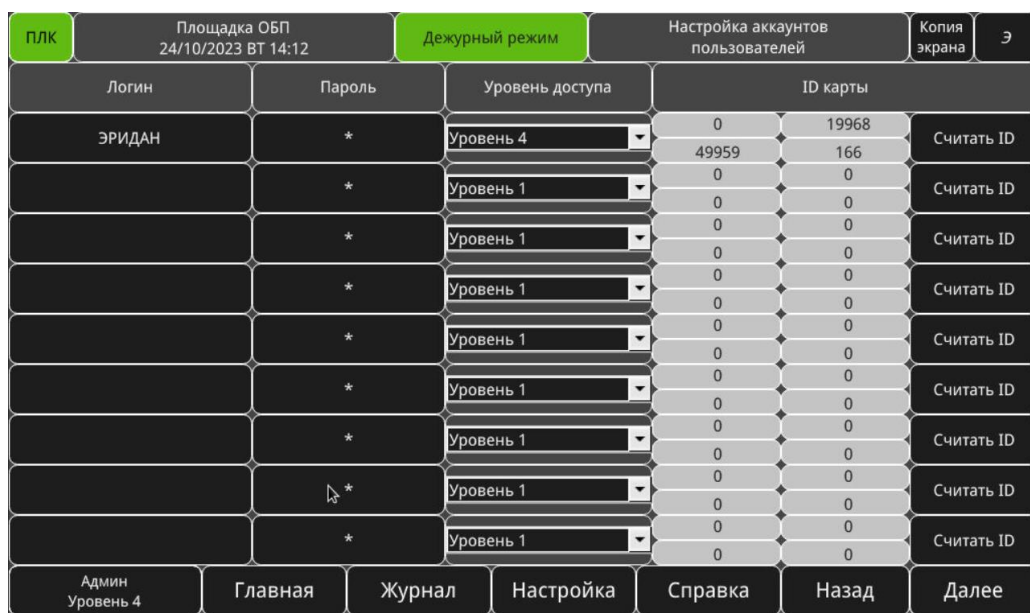 ПЛК
Площадка ОБП
24/10/2023 ВТ 14:12
Дежурный режим
Настройка аккаунтов
пользователей
Копия
экрана
Э
Логин
Пароль
Уровень доступа
ID карты
ЭРИДАН
*
Уровень 4
0 19968
49959 166
Считать ID
*
Уровень 1
0 0
0 0
Считать ID
*
Уровень 1
0 0
0 0
Считать ID
*
Уровень 1
0 0
0 0
Считать ID
*
Уровень 1
0 0
0 0
Считать ID
*
Уровень 1
0 0
0 0
Считать ID
*
Уровень 1
0 0
0 0
Считать ID
*
Уровень 1
0 0
0 0
Считать ID
*
Уровень 1
0 0
0 0
Считать ID
Админ
Уровень 4
Главная
Журнал
Настройка
Справка
Назад
Далее